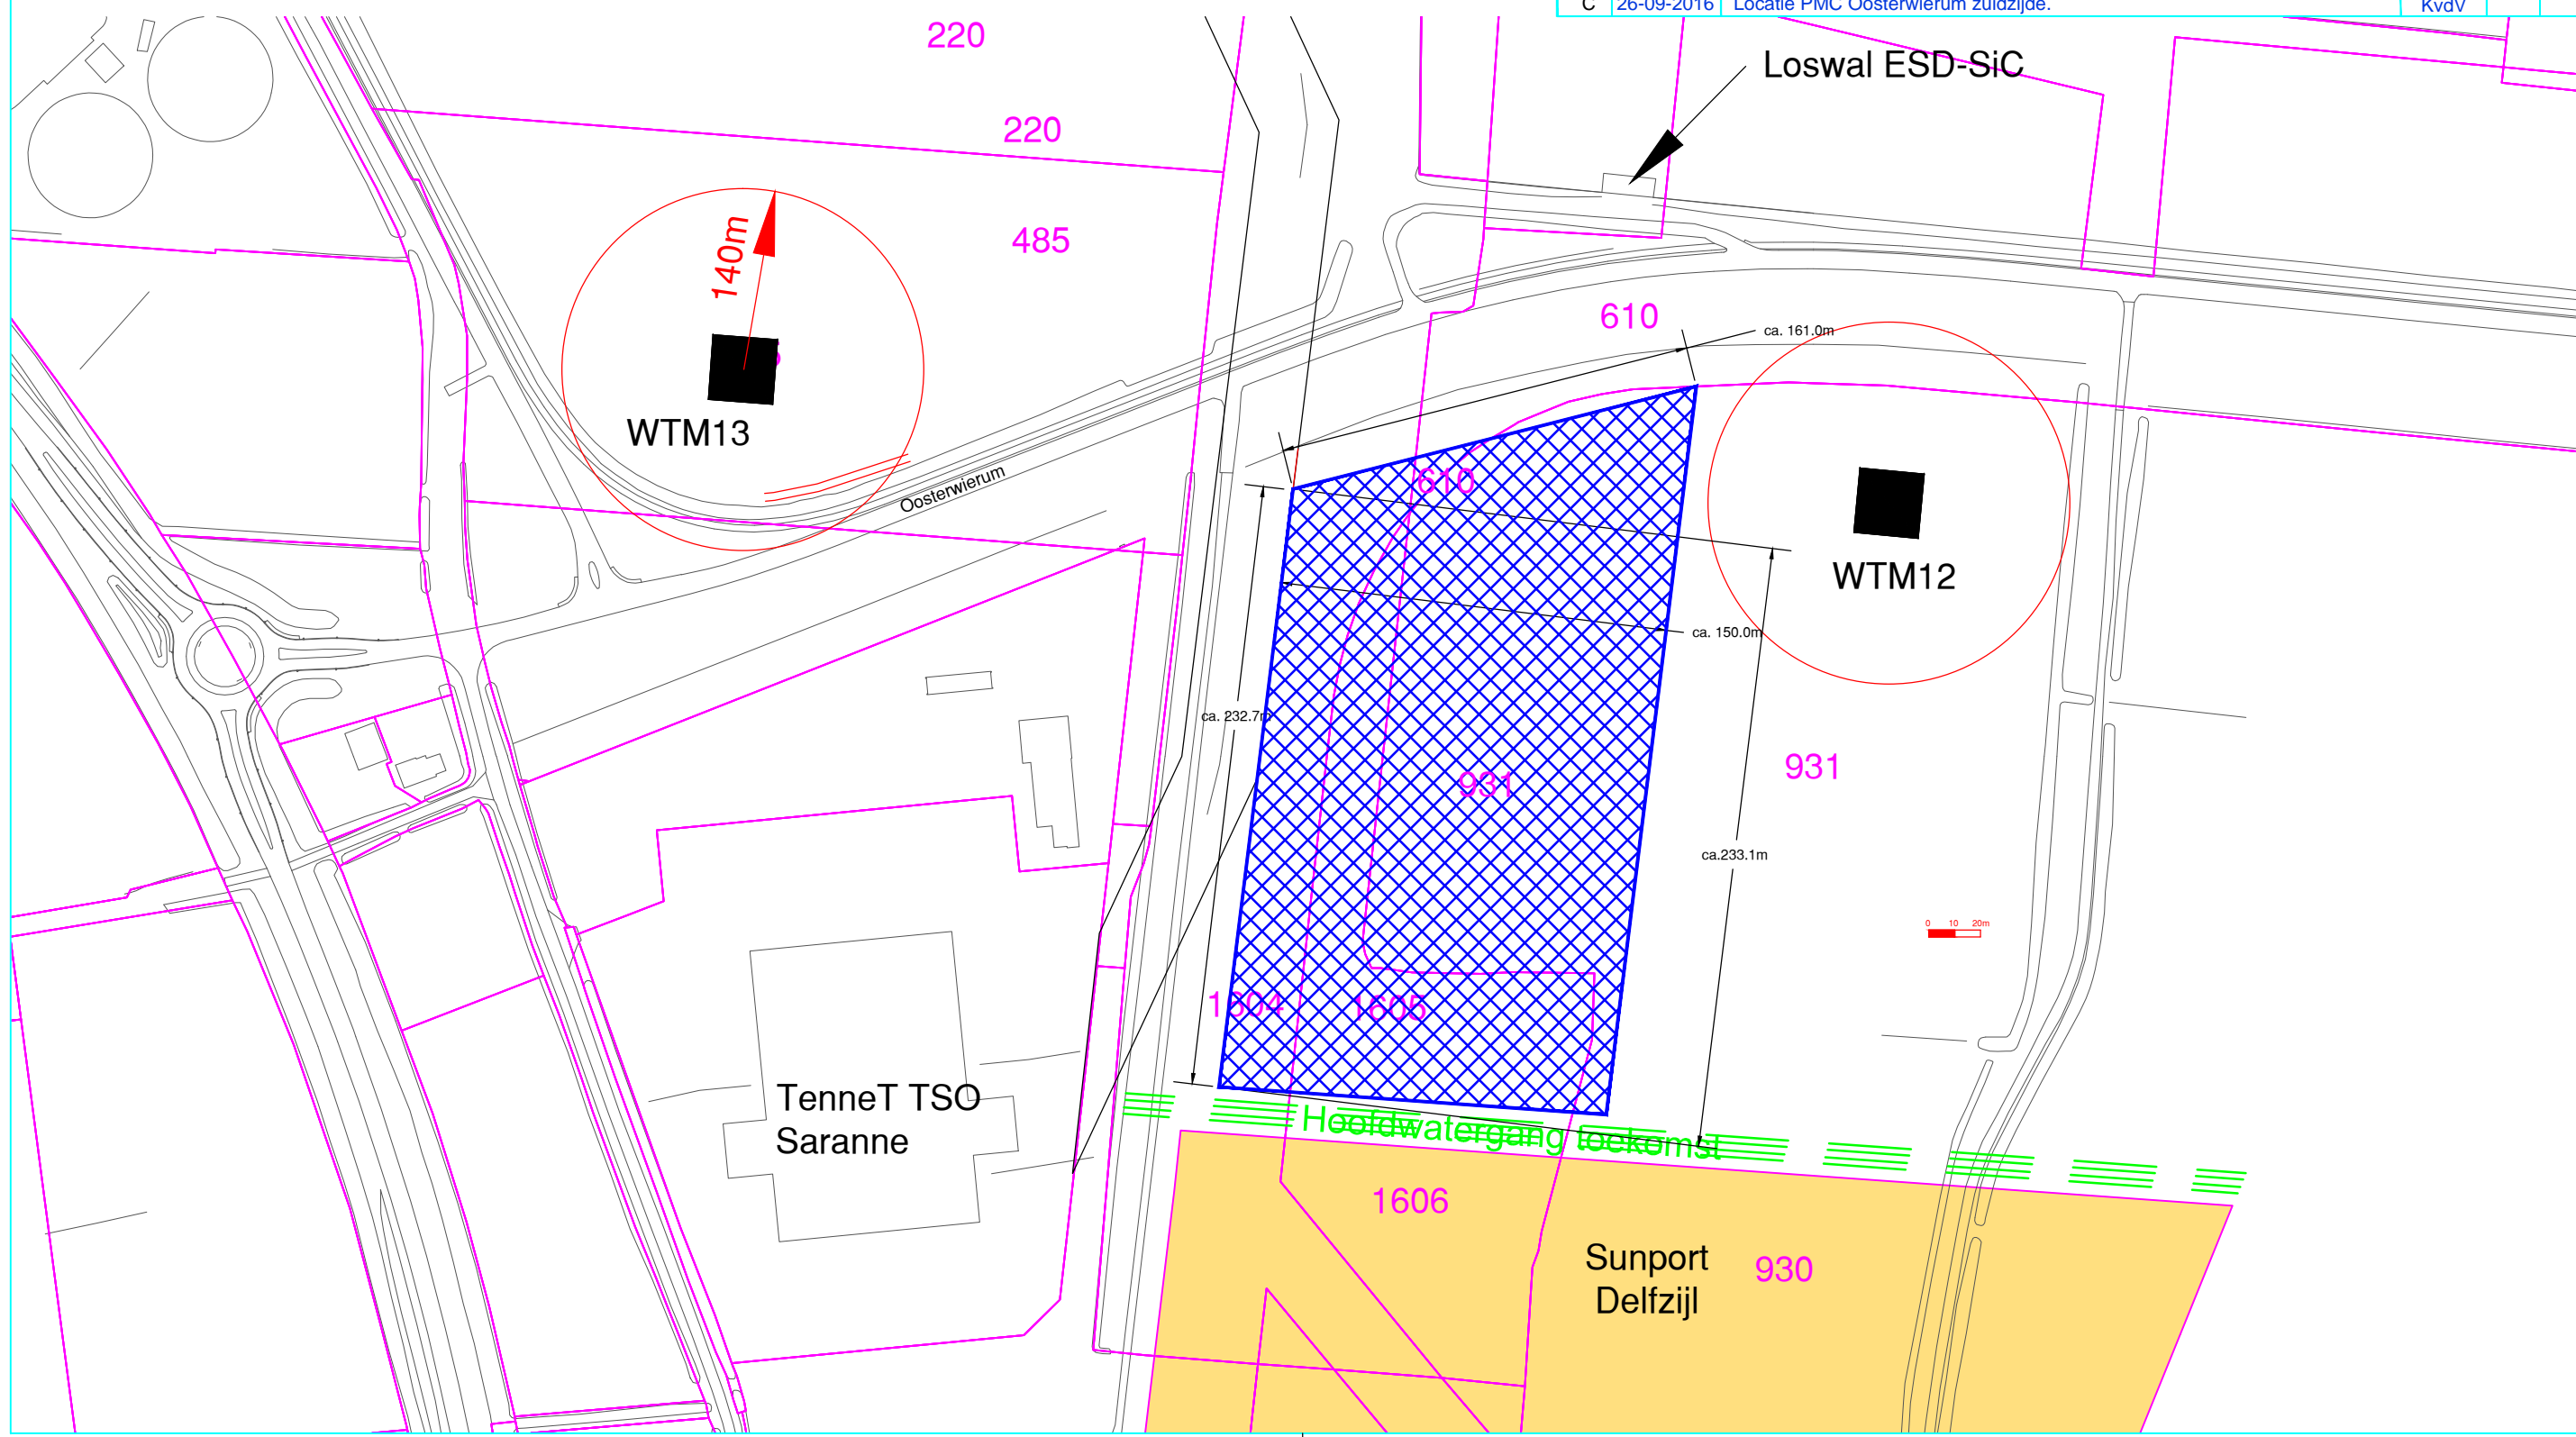 C 26-09-2016 Locatie PMC Oosterwierum zuidzijde. KvdV
220
Loswal ESD-SiC
220
485
140m
610
ca. 161.0m
WTM13
Oosterwierum
610
WTM12
ca. 150.0m
ca. 232.7m
931
931
ca.233.1m
0 10 20m
1604
1605
TenneT TSO
Saranne
Hoofdwatergang toekomst
1606
Sunport
Delfzijl
930